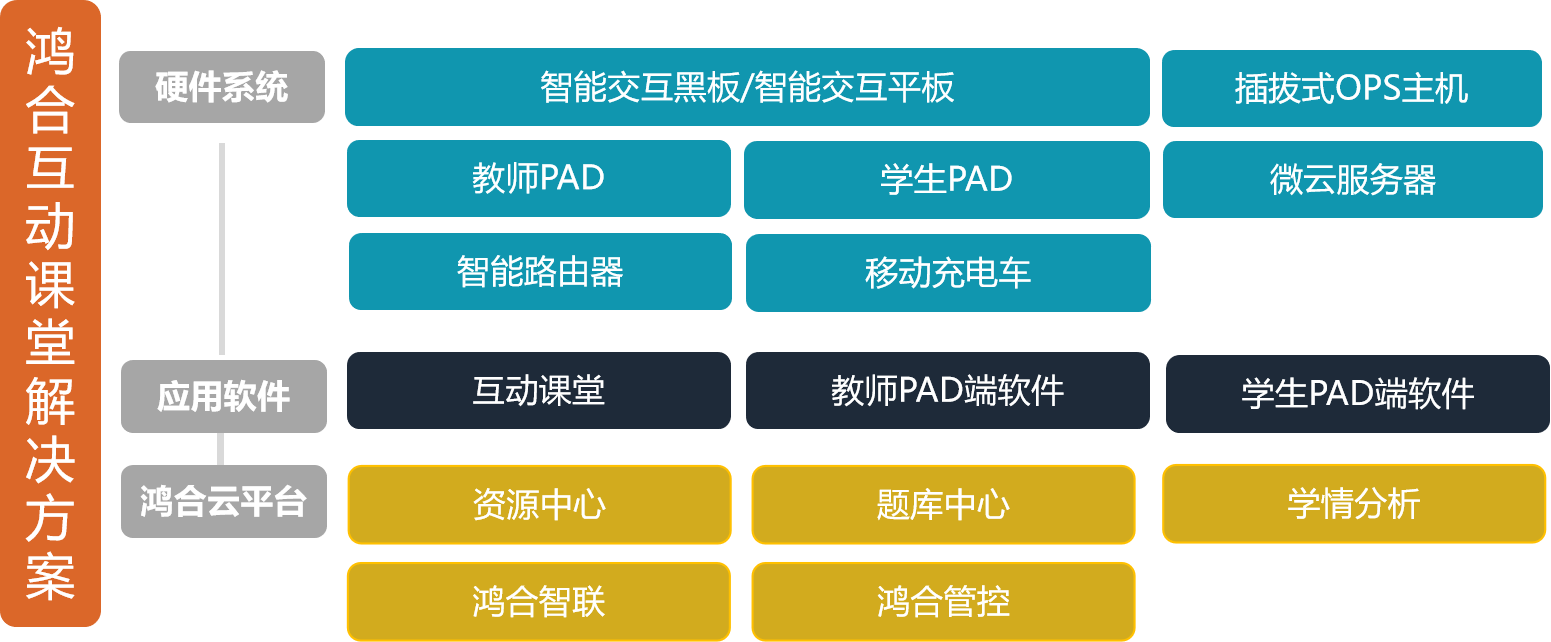 鸿合互动课堂解决方案
硬件系统
智能交互黑板/智能交互平板
插拔式OPS主机
教师PAD
学生PAD
微云服务器
智能路由器
移动充电车
应用软件
互动课堂
教师PAD端软件
学生PAD端软件
鸿合云平台
资源中心
题库中心
学情分析
鸿合智联
鸿合管控